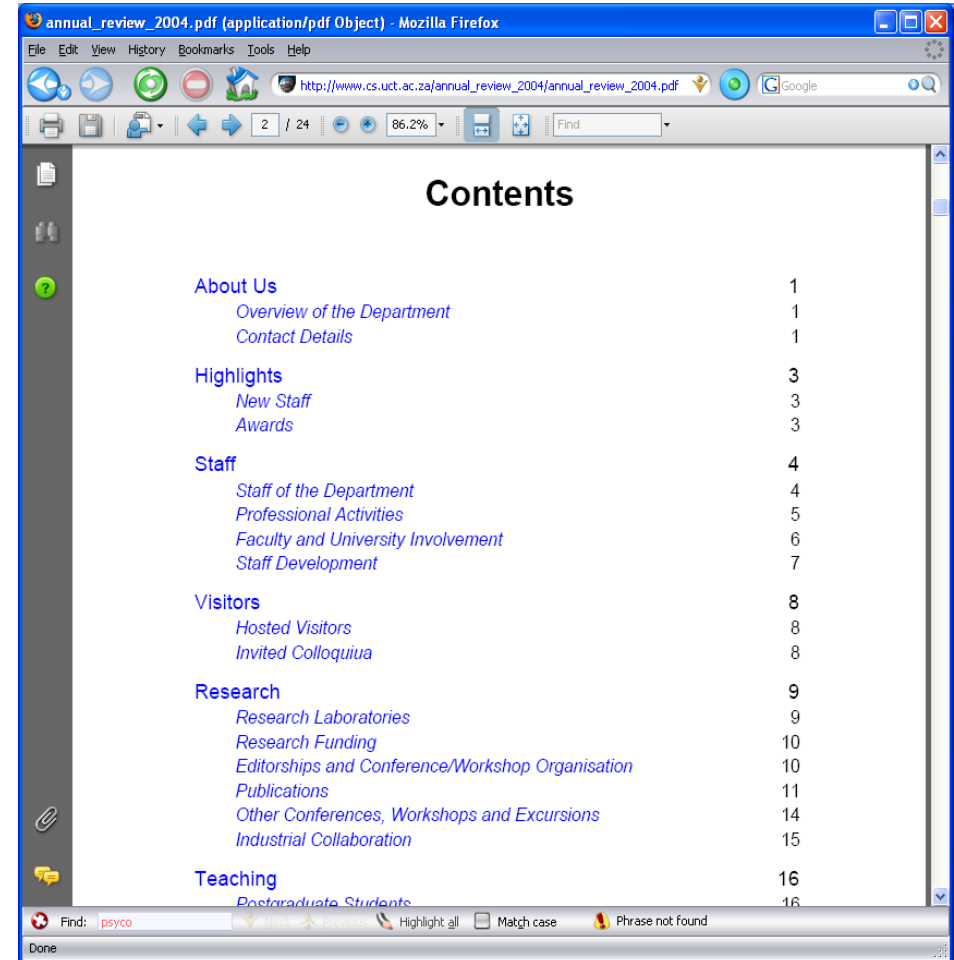 annual_review_2004.pdf (application/pdf Object) - Mozilla Firefox
File Edit View History Bookmarks Tools Help
http://www.cs.uct.ac.za/annual_review_2004/annual_review_2004.pdf G Google
2 / 24 86.2% Find
Contents
About Us 1
Overview of the Department 1
Contact Details 1
Highlights 3
New Staff 3
Awards 3
Staff 4
Staff of the Department 4
Professional Activities 5
Faculty and University Involvement 6
Staff Development 7
Visitors 8
Hosted Visitors 8
Invited Colloquiua 8
Research 9
Research Laboratories 9
Research Funding 10
Editorships and Conference/Workshop Organisation 10
Publications 11
Other Conferences, Workshops and Excursions 14
Industrial Collaboration 15
Teaching 16
Postgraduate Students 16
Find: psyco Next Previous Highlight all Match case Phrase not found
Done